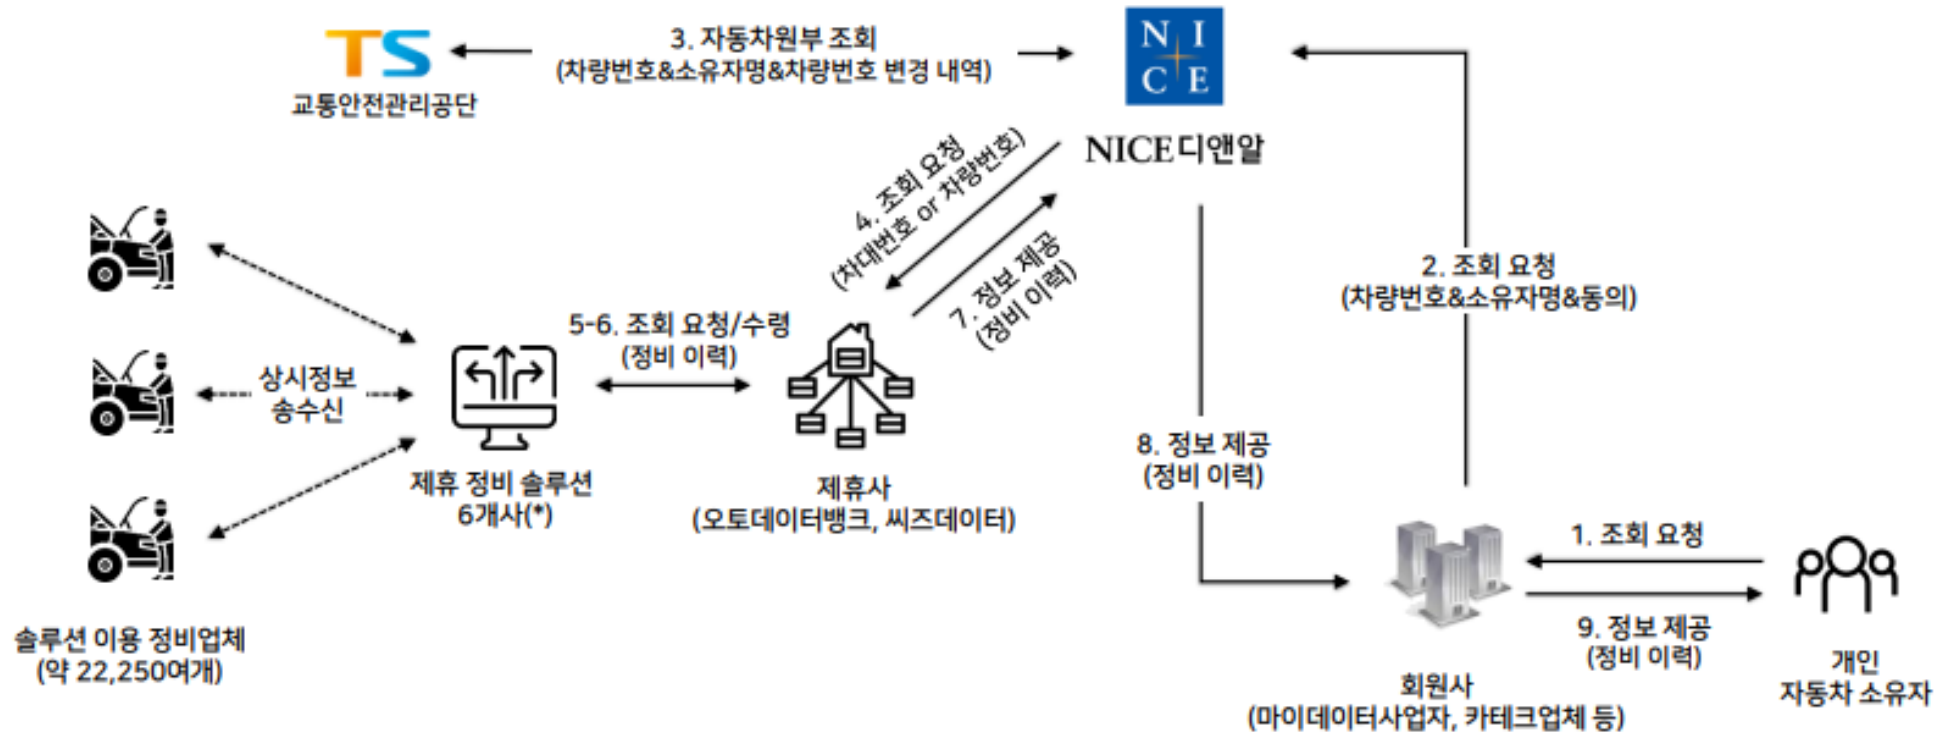 TS
교통안전관리공단
3. 자동차원부 조회
(차량번호&소유자명&차량번호 변경 내역)
N I
C E
NICE디앤알
4. 조회 요청
(차대번호 or 차량번호)
7. 정보 제공
(정비 이력)
2. 조회 요청
(차량번호&소유자명&동의)
5-6. 조회 요청/수령
(정비 이력)
상시정보
송수신
제휴 정비 솔루션
6개사(*)
제휴사
(오토데이터뱅크, 씨즈데이터)
8. 정보 제공
(정비 이력)
1. 조회 요청
9. 정보 제공
(정비 이력)
솔루션 이용 정비업체
(약 22,250여개)
회원사
(마이데이터사업자, 카테크업체 등)
개인
자동차 소유자